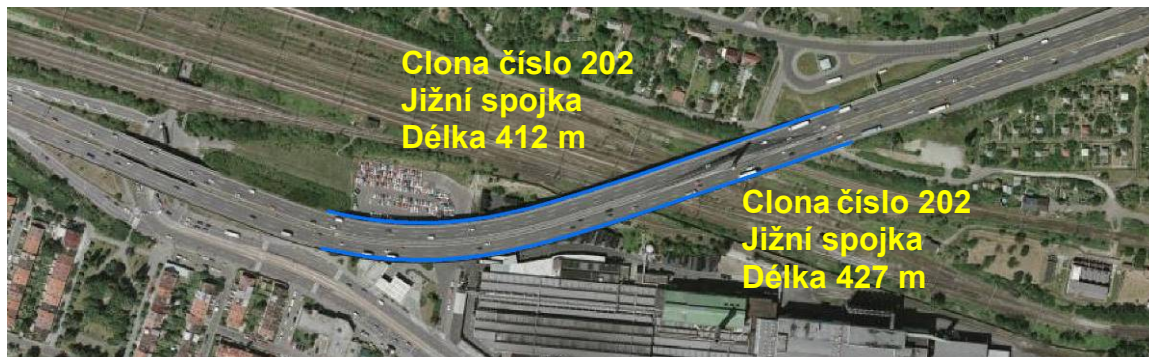 Clona číslo 202
Jižní spojka
Délka 412 m
Clona číslo 202
Jižní spojka
Délka 427 m